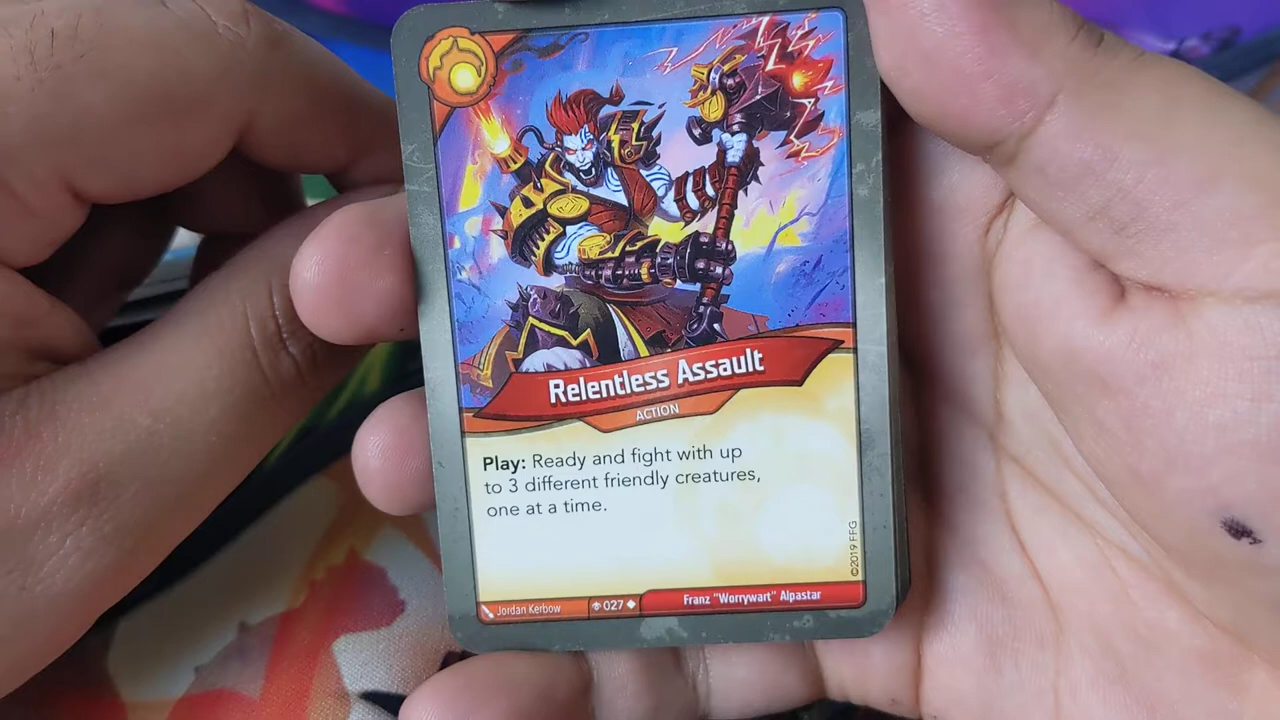 Relentless Assault
ACTION
Play: Ready and fight with up
to 3 different friendly creatures,
one at a time.
©2019 FFG
Jordan Kerbow
027
Franz "Worrywart" Alpastar